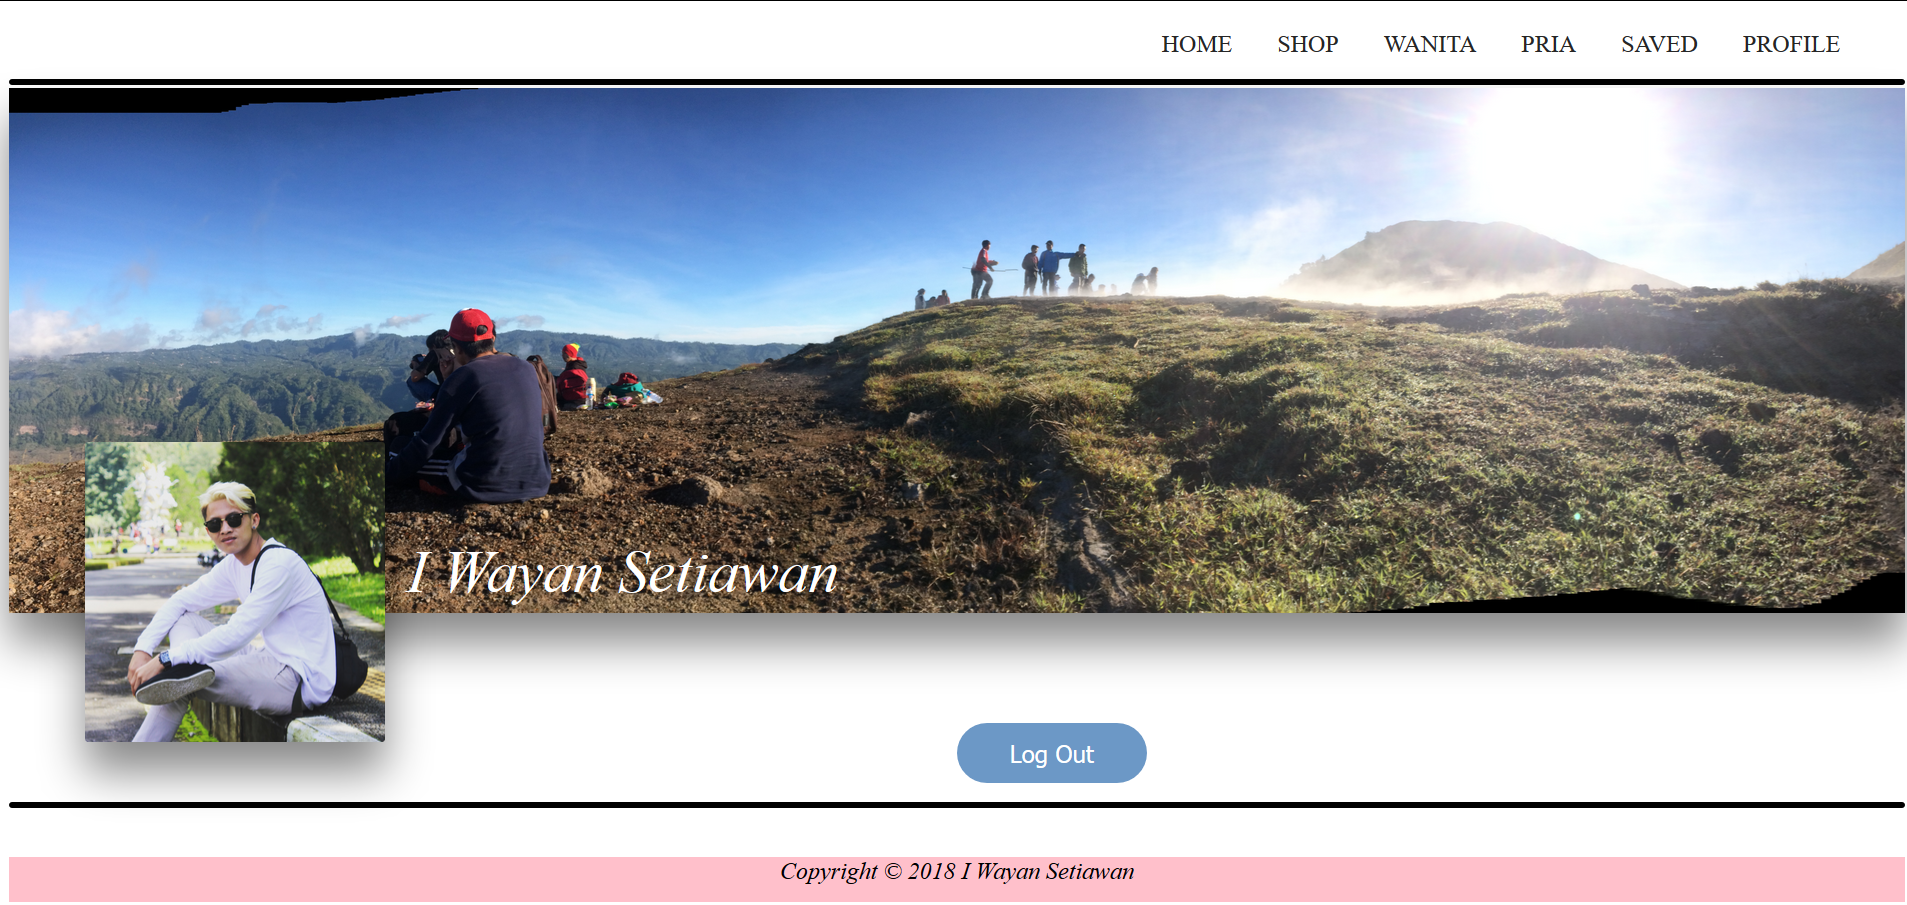 HOME SHOP WANITA PRIA SAVED PROFILE
I Wayan Setiawan
Log Out
Copyright © 2018 I Wayan Setiawan